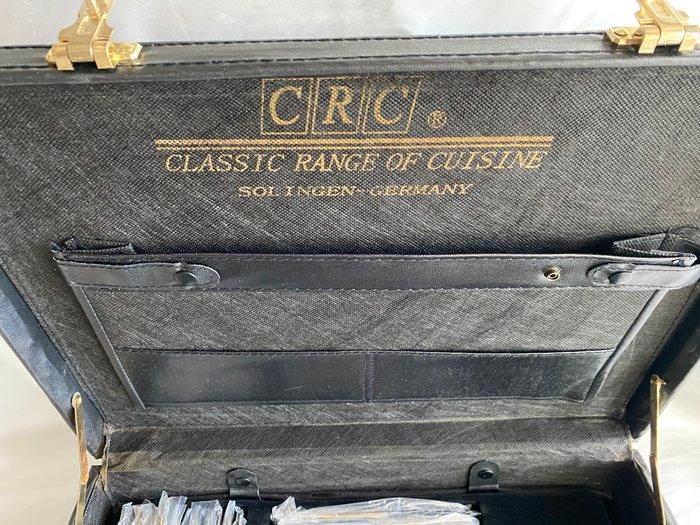 CRC®
CLASSIC RANGE OF CUISINE
SOLINGEN-GERMANY